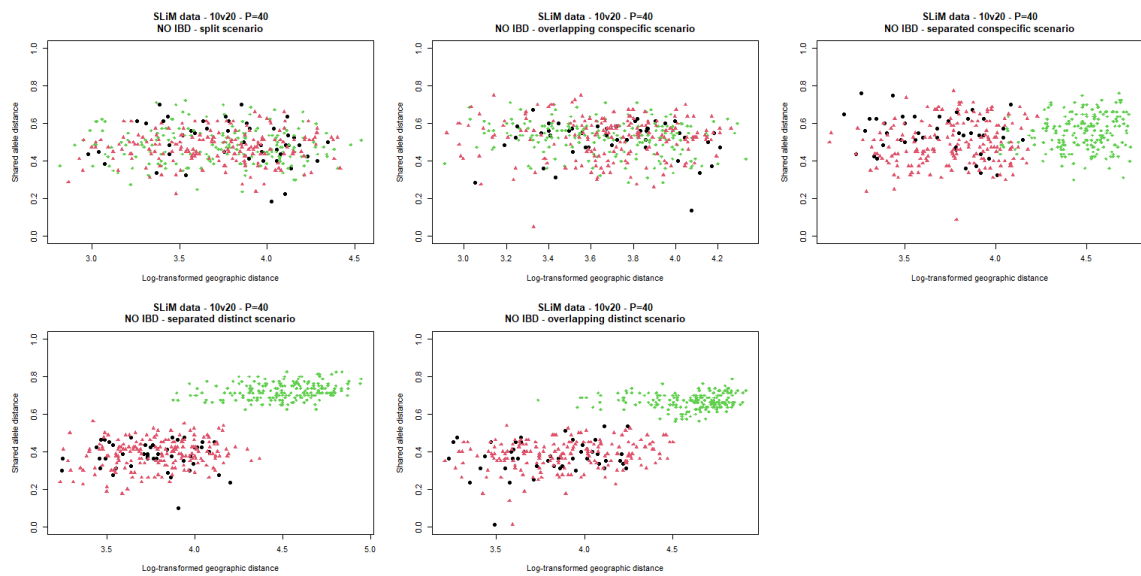 SLiM data - 10v20 - P=40
NO IBD - split scenario
Shared allele distance
1.0
0.8
0.6
0.4
0.2
0.0
3.0 3.5 4.0 4.5
Log-transformed geographic distance
SLiM data - 10v20 - P=40
NO IBD - overlapping conspecific scenario
Shared allele distance
1.0
0.8
0.6
0.4
0.2
0.0
3.0 3.2 3.4 3.6 3.8 4.0 4.2
Log-transformed geographic distance
SLiM data - 10v20 - P=40
NO IBD - separated conspecific scenario
Shared allele distance
1.0
0.8
0.6
0.4
0.2
0.0
3.5 4.0 4.5
Log-transformed geographic distance
SLiM data - 10v20 - P=40
NO IBD - separated distinct scenario
Shared allele distance
1.0
0.8
0.6
0.4
0.2
0.0
3.5 4.0 4.5 5.0
Log-transformed geographic distance
SLiM data - 10v20 - P=40
NO IBD - overlapping distinct scenario
Shared allele distance
1.0
0.8
0.6
0.4
0.2
0.0
3.5 4.0 4.5
Log-transformed geographic distance